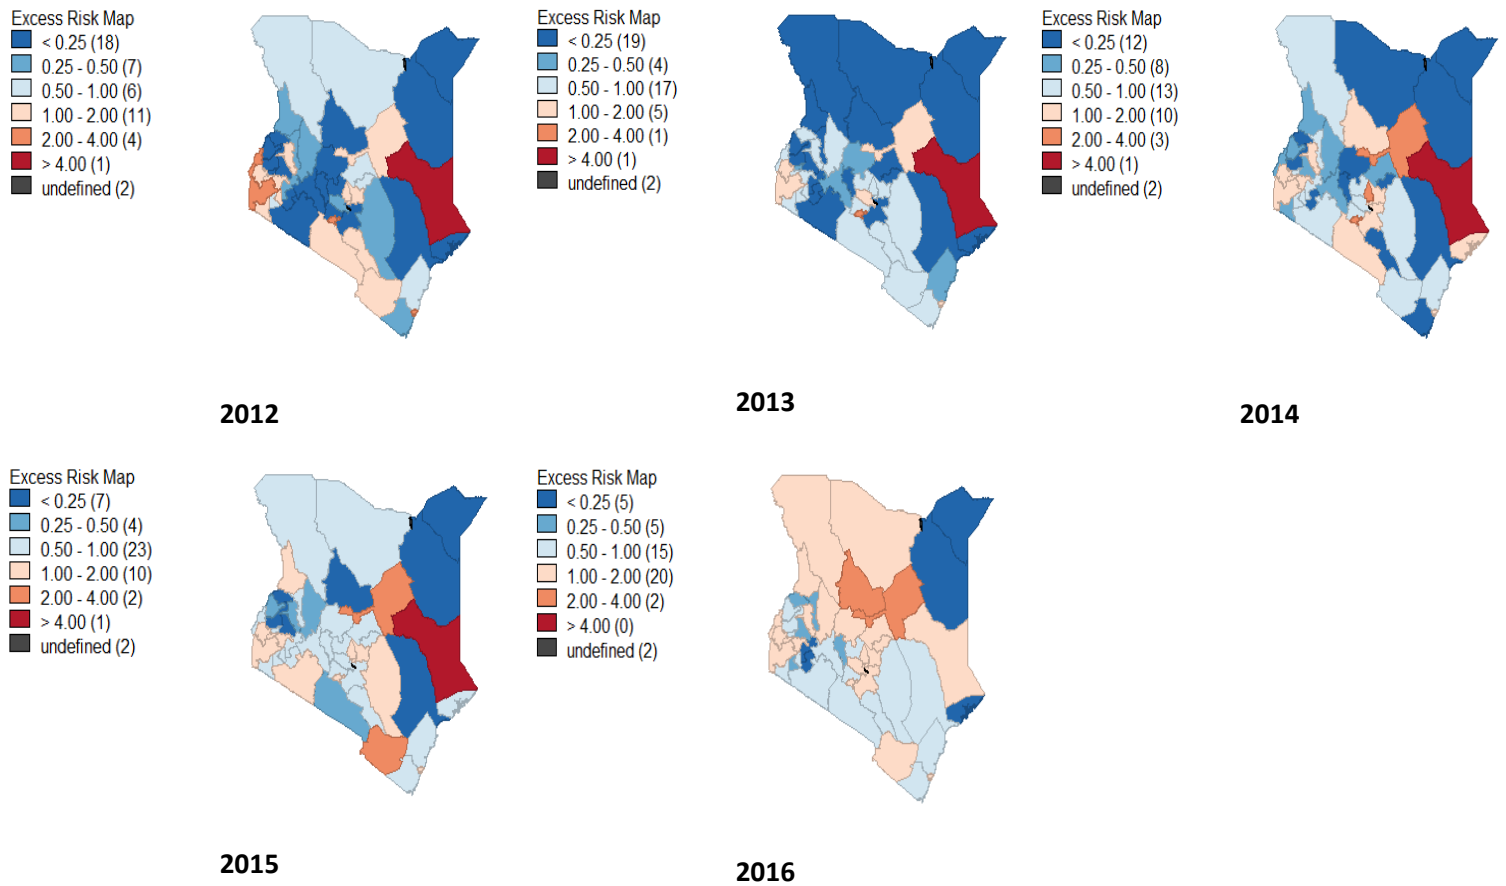 Excess Risk Map
< 0.25 (18)
0.25 - 0.50 (7)
0.50 - 1.00 (6)
1.00 - 2.00 (11)
2.00 - 4.00 (4)
> 4.00 (1)
undefined (2)
2012
Excess Risk Map
< 0.25 (19)
0.25 - 0.50 (4)
0.50 - 1.00 (17)
1.00 - 2.00 (5)
2.00 - 4.00 (1)
> 4.00 (1)
undefined (2)
2013
Excess Risk Map
< 0.25 (12)
0.25 - 0.50 (8)
0.50 - 1.00 (13)
1.00 - 2.00 (10)
2.00 - 4.00 (3)
> 4.00 (1)
undefined (2)
2014
Excess Risk Map
< 0.25 (7)
0.25 - 0.50 (4)
0.50 - 1.00 (23)
1.00 - 2.00 (10)
2.00 - 4.00 (2)
> 4.00 (1)
undefined (2)
2015
Excess Risk Map
< 0.25 (5)
0.25 - 0.50 (5)
0.50 - 1.00 (15)
1.00 - 2.00 (20)
2.00 - 4.00 (2)
> 4.00 (0)
undefined (2)
2016